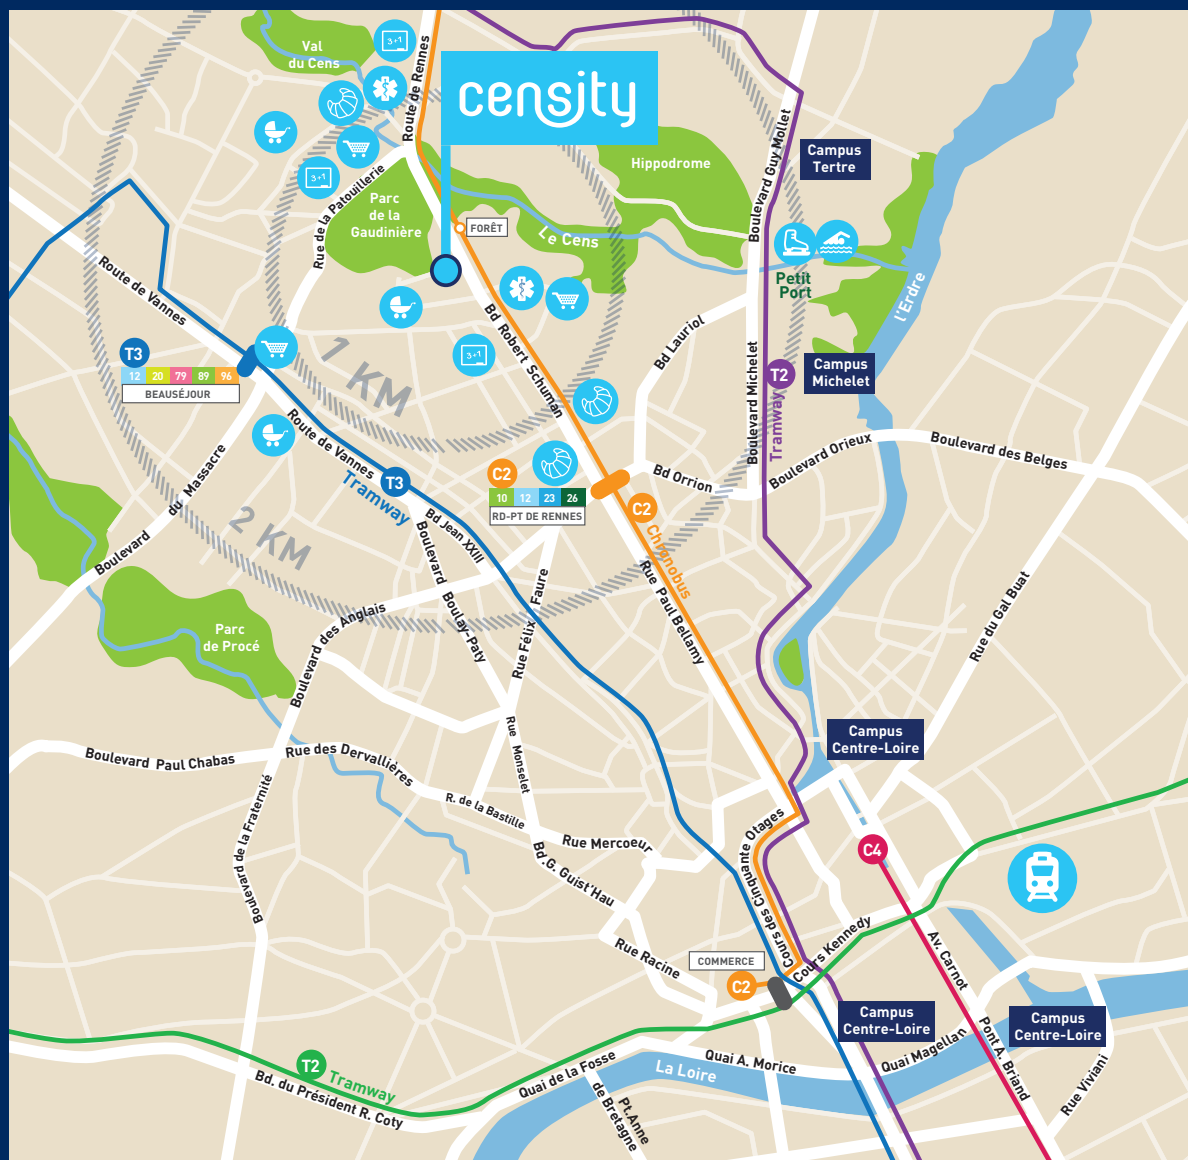 Val
du Cens
3+1
Route de Rennes
censity
Boulevard Guy Mollet
Campus
Tertre
Hippodrome
3+1
Rue de la Patouillerie
Parc
de la
Gaudinière
FORÊT
Le Cens
Petit
Port
l'Erdre
Route de Vannes
Bd Robert Schuman
Bd Lauriol
Boulevard Michelet
T3
12 20 79 89 96
BEAUSÉJOUR
1 KM
3+1
T2
Tramway
Campus
Michelet
Route de Vannes
Boulevard Orieux
Boulevard des Belges
Boulevard du Massacre
T3
Tramway
C2
10 12 23 26
RD-PT DE RENNES
Bd Orrion
C2
Chronobus
2 KM
Bd Jean XXIII
Boulevard Boulay-Paty
Rue Félix Faure
Rue Paul Bellamy
Rue du Gal Buat
Boulevard des Anglais
Parc
de Procé
Campus
Centre-Loire
Boulevard Paul Chabas
Rue des Dervallières
Rue Monselet
R. de la Bastille
Boulevard de la Fraternité
Rue Mercoeur
Cours des Cinquante Otages
C4
Bd.G. Guist'Hau
Rue Racine
COMMERCE
C2
Cours Kennedy
Av. Carnot
Campus
Centre-Loire
Campus
Centre-Loire
Pont A. Briand
T2
Tramway
Bd. du Président R. Coty
Quai de la Fosse
La Loire
Quai A. Morice
Quai Magellan
Rue Viviani
Pt.Anne
de Bretagne